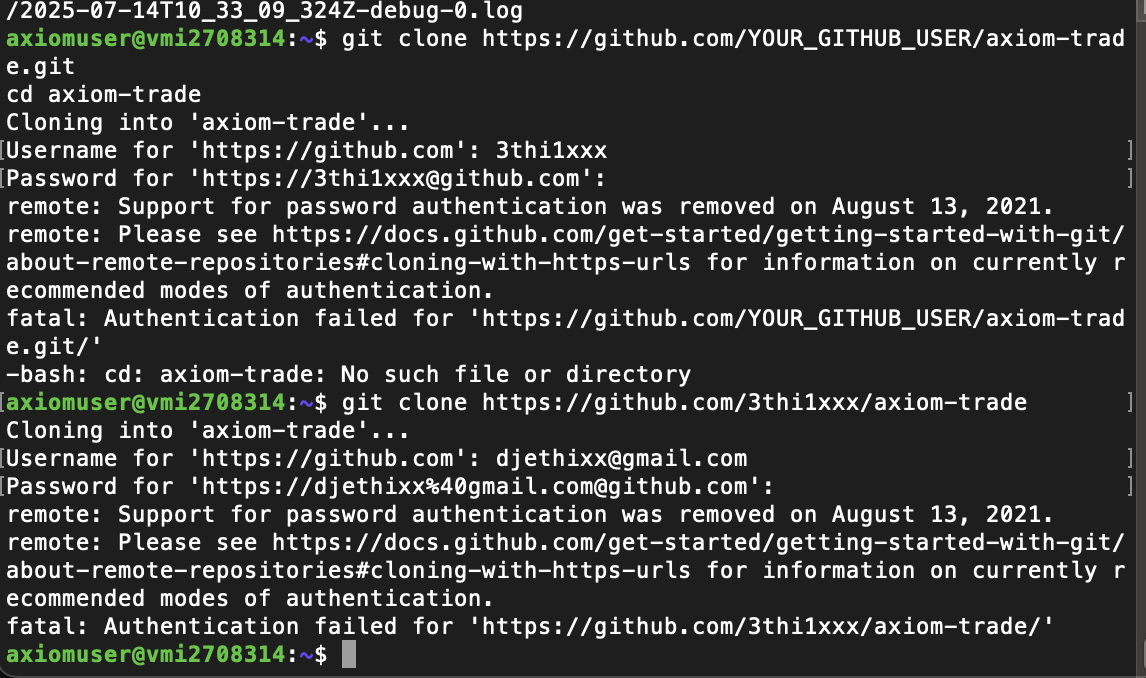 /2025-07-14T10_33_09_324Z-debug-0.log
axiomuser@vmi2708314:~$ git clone https://github.com/YOUR_GITHUB_USER/axiom-trad
e.git
cd axiom-trade
Cloning into 'axiom-trade'...
[Username for 'https://github.com': 3thi1xxx ]
[Password for 'https://3thi1xxx@github.com': ]
remote: Support for password authentication was removed on August 13, 2021.
remote: Please see https://docs.github.com/get-started/getting-started-with-git/
about-remote-repositories#cloning-with-https-urls for information on currently r
ecommended modes of authentication.
fatal: Authentication failed for 'https://github.com/YOUR_GITHUB_USER/axiom-trad
e.git/'
-bash: cd: axiom-trade: No such file or directory
[axiomuser@vmi2708314:~$ git clone https://github.com/3thi1xxx/axiom-trade ]
Cloning into 'axiom-trade'...
[Username for 'https://github.com': djethixx@gmail.com ]
[Password for 'https://djethixx%40gmail.com@github.com': ]
remote: Support for password authentication was removed on August 13, 2021.
remote: Please see https://docs.github.com/get-started/getting-started-with-git/
about-remote-repositories#cloning-with-https-urls for information on currently r
ecommended modes of authentication.
fatal: Authentication failed for 'https://github.com/3thi1xxx/axiom-trade/'
axiomuser@vmi2708314:~$